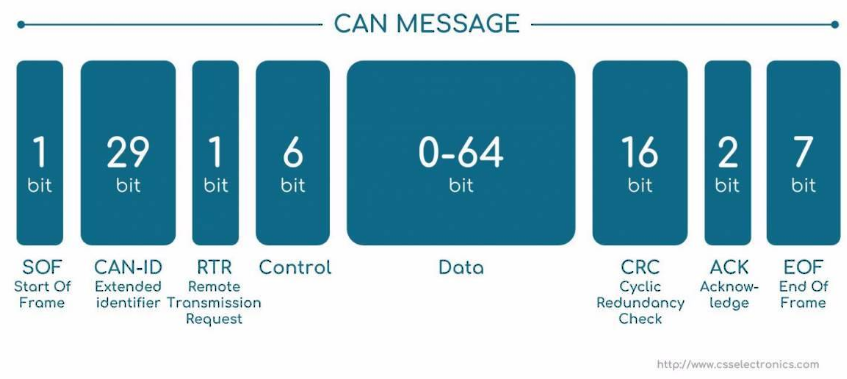 CAN MESSAGE
1
bit
29
bit
1
bit
6
bit
0-64
bit
16
bit
2
bit
7
bit
SOF
Start Of
Frame
CAN-ID
Extended
identifier
RTR
Remote
Transmission
Request
Control
Data
CRC
Cyclic
Redundancy
Check
ACK
Acknow-
ledge
EOF
End Of
Frame
http://www.csselectronics.com